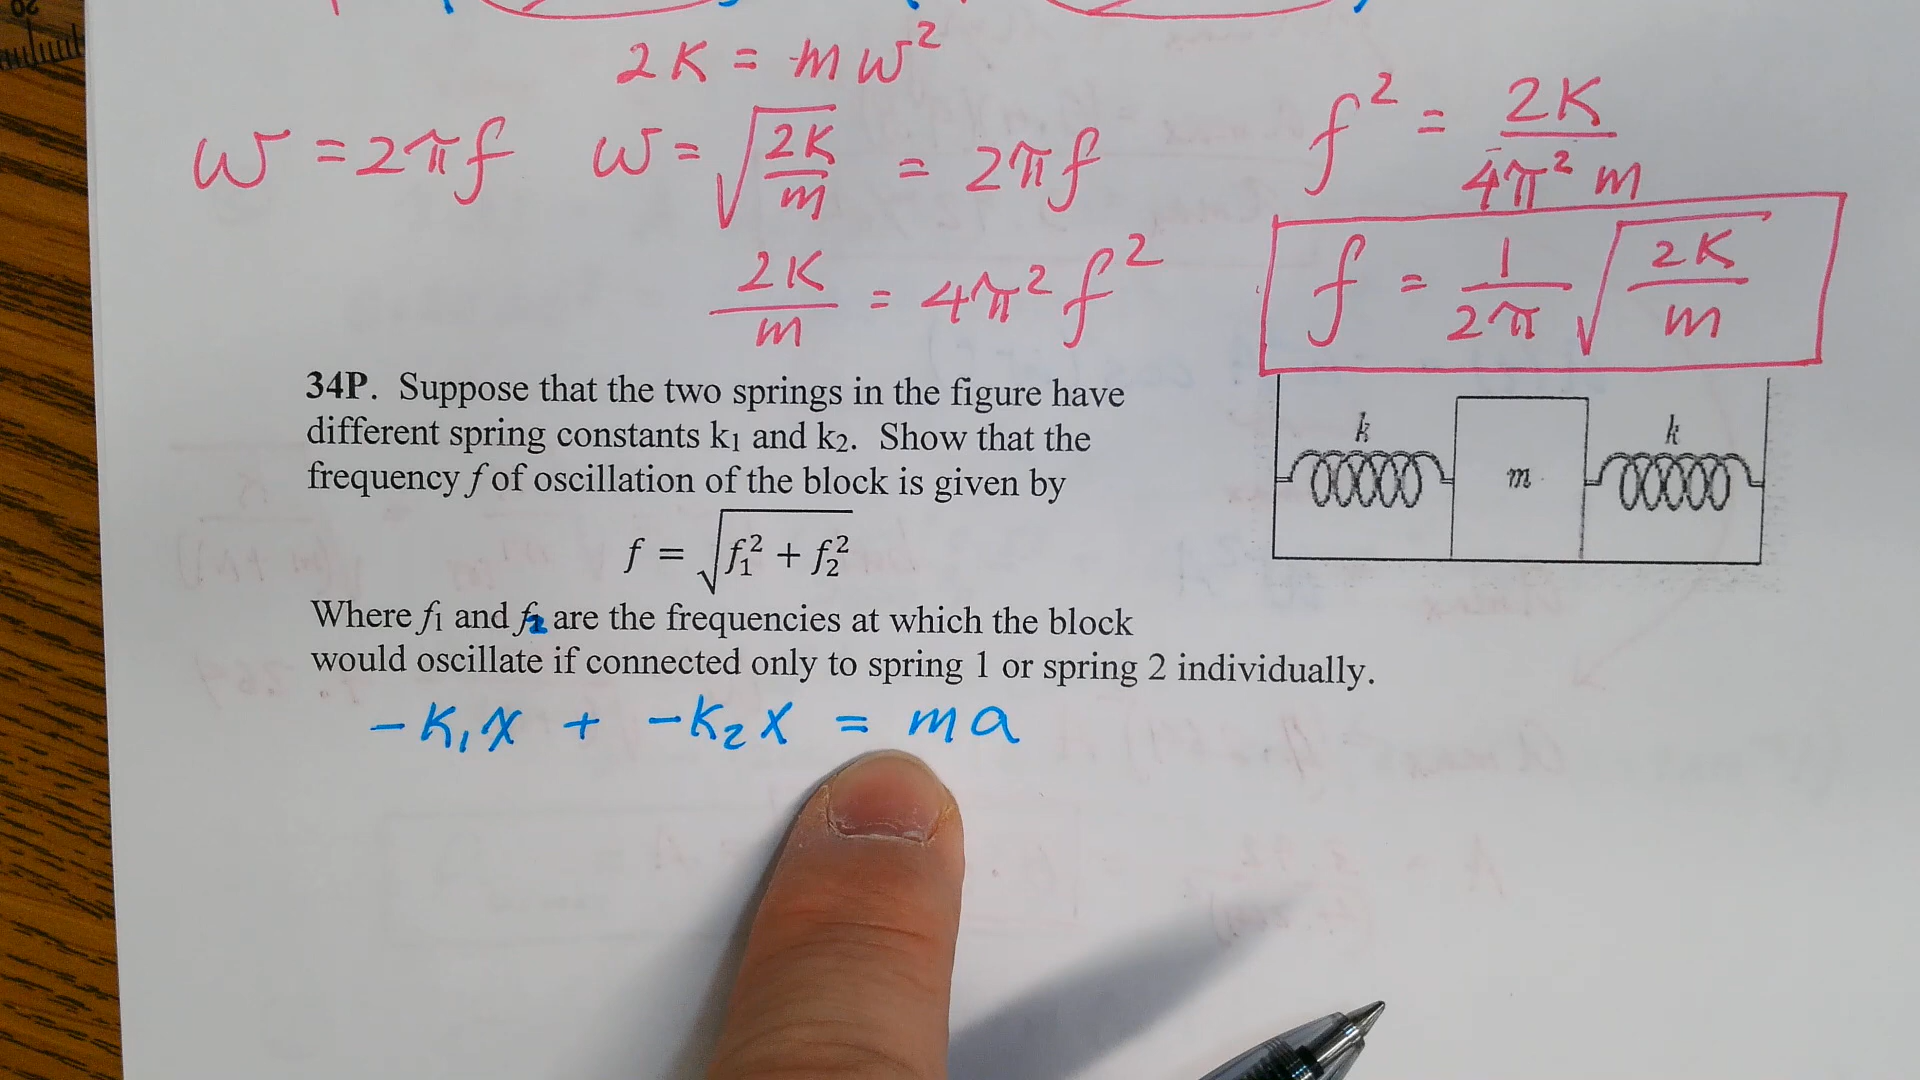 2K = mw²
w = 2πf
w = √(2K/m) = 2πf
2K/m = 4π²f²
f² = 2K/4π²m
f = 1/2π √(2K/m)
34P. Suppose that the two springs in the figure have
different spring constants k₁ and k₂. Show that the
frequency f of oscillation of the block is given by
f = √(f₁² + f₂²)
Where f₁ and f₂ are the frequencies at which the block
would oscillate if connected only to spring 1 or spring 2 individually.
k
m
k
-K₁x + -K₂x = ma